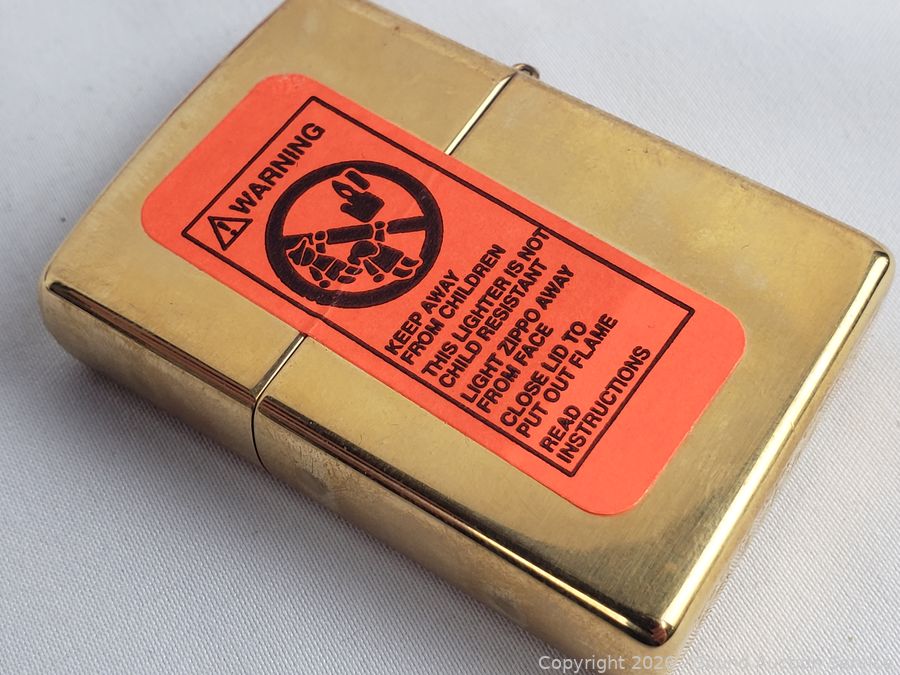 WARNING
KEEP AWAY
FROM CHILDREN
THIS LIGHTER IS NOT
CHILD RESISTANT
LIGHT ZIPPO AWAY
FROM FACE
CLOSE LID TO
PUT OUT FLAME
READ
INSTRUCTIONS
Copyright Auction